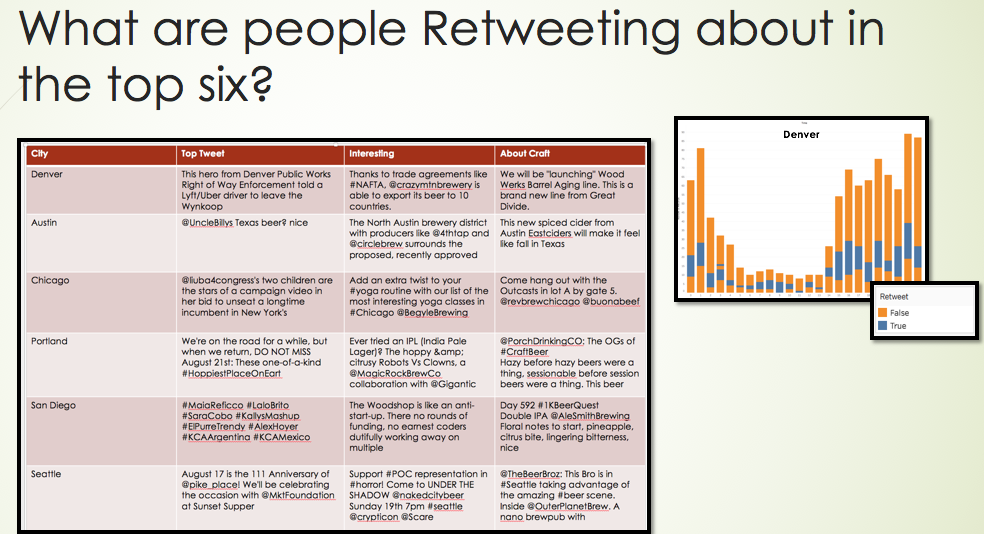 What are people Retweeting about in
the top six?
City Top Tweet Interesting About Craft
Denver
This hero from Denver Public Works
Right of Way Enforcement told a
Lyft/Uber driver to leave the
Wynkoop
Thanks to trade agreements like
#NAFTA, @crazymtnbrewery is
able to export its beer to 10
countries.
We will be "launching" Wood
Werks Barrel Aging line. This is a
brand new line from Great
Divide.
Austin
@UncleBillys Texas beer? nice
The North Austin brewery district
with producers like @4thtap and
@circlebrew surrounds the
proposed, recently approved
This new spiced cider from
Austin Eastciders will make it feel
like fall in Texas
Chicago
@liuba4congress's two children are
the stars of a campaign video in
her bid to unseat a longtime
incumbent in New York's
Add an extra twist to your
#yoga routine with our list of the
most interesting yoga classes in
#Chicago @BegyleBrewing
Come hang out with the
Outcasts in lot A by gate 5.
@revbrewchicago @buonabeef
Portland
We're on the road for a while, but
when we return, DO NOT MISS
August 21st: These one-of-a-kind
#HoppiestPlaceOnEart
Ever tried an IPL (India Pale
Lager)? The hoppy &amp;
citrusy Robots Vs Clowns, a
@MagicRockBrewCo
collaboration with @Gigantic
@PorchDrinkingCO: The OGs of
#CraftBeer
Hazy before hazy beers were a
thing, sessionable before session
beers were a thing. This beer
San Diego
#MaiaReficco #LaloBrito
#SaraCobo #KallysMashup
#ElPurreTrendy #AlexHoyer
#KCAArgentina #KCAMexico
The Woodshop is like an anti-
start-up. There no rounds of
funding, no earnest coders
dutifully working away on
multiple
Day 592 #1KBeerQuest
Double IPA @AleSmithBrewing
Floral notes to start, pineapple,
citrus bite, lingering bitterness,
nice
Seattle
August 17 is the 111 Anniversary of
@pike_place! We'll be celebrating
the occasion with @MktFoundation
at Sunset Supper
Support #POC representation in
#horror! Come to UNDER THE
SHADOW @nakedcitybeer
Sunday 19th 7pm #seattle
@crypticon @Scare
@TheBeerBroz: This Bro is in
#Seattle taking advantage of
the amazing #beer scene.
Inside @OuterPlanetBrew. A
nano brewpub with
Denver
Retweet
False
True